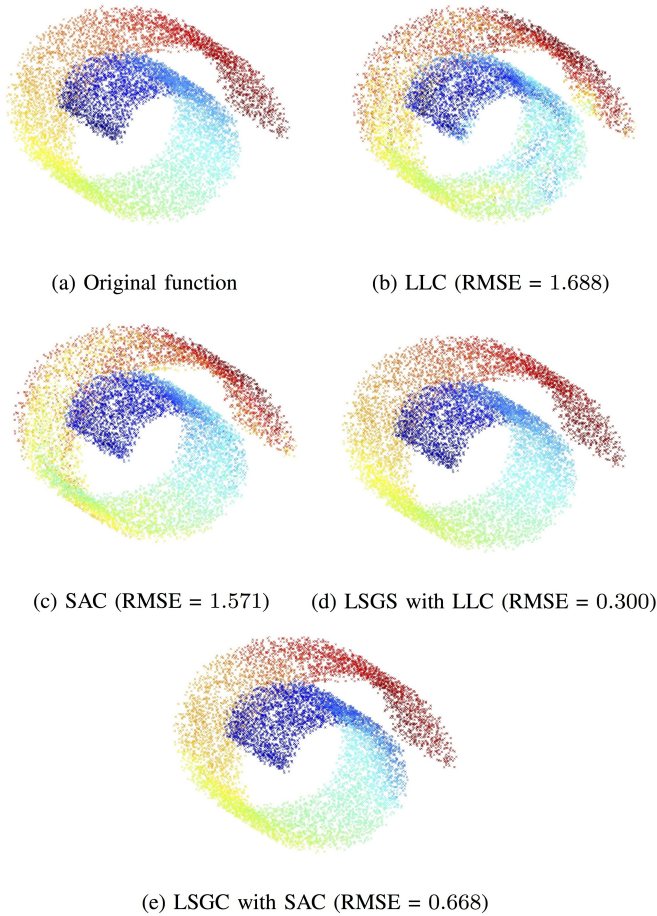 (a) Original function
(b) LLC (RMSE = 1.688)
(c) SAC (RMSE = 1.571)
(d) LSGS with LLC (RMSE = 0.300)
(e) LSGC with SAC (RMSE = 0.668)